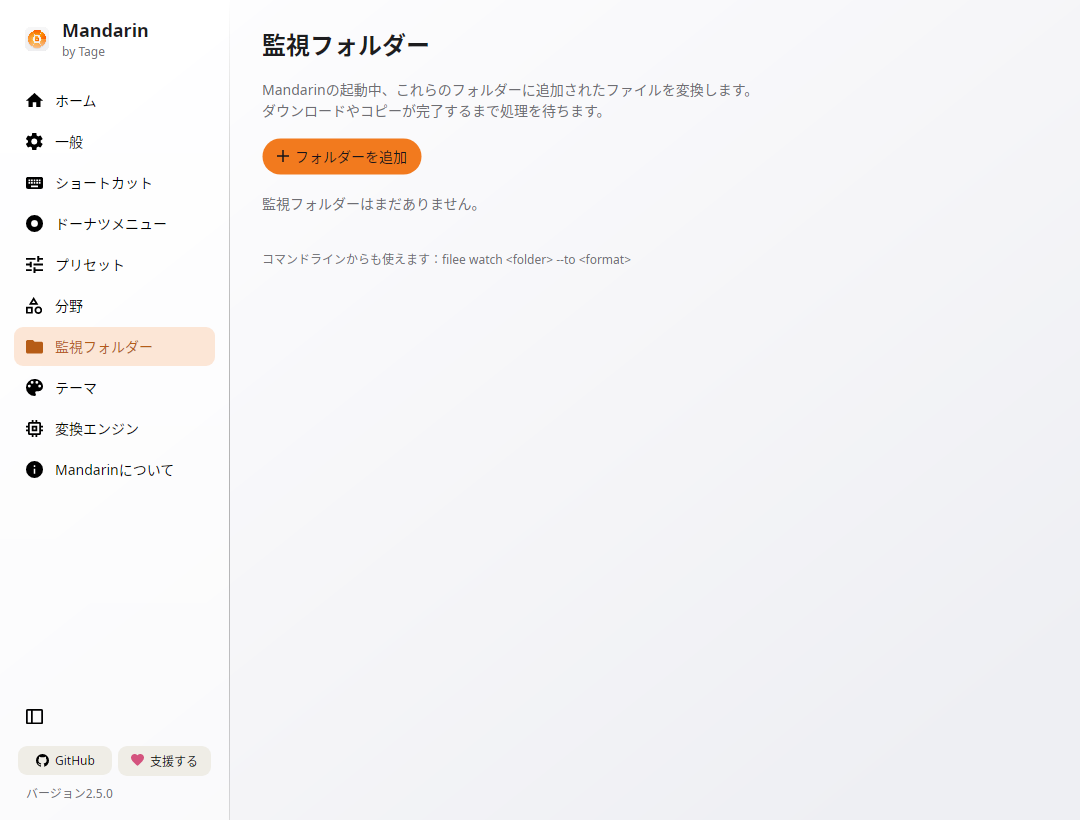 Mandarin
by Tage
ホーム
一般
ショートカット
ドーナツメニュー
プリセット
分野
監視フォルダー
テーマ
変換エンジン
Mandarinについて
GitHub
支援する
バージョン2.5.0
監視フォルダー
Mandarinの起動中、これらのフォルダーに追加されたファイルを変換します。
ダウンロードやコピーが完了するまで処理を待ちます。
フォルダーを追加
監視フォルダーはまだありません。
コマンドラインからも使えます：filee watch <folder> --to <format>